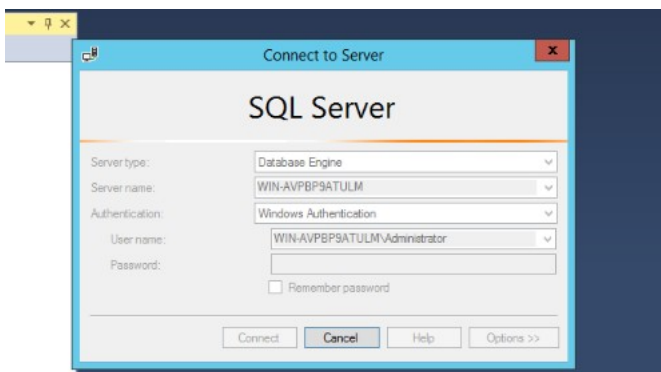 Connect to Server
SQL Server
Server type: Database Engine
Server name: WIN-AVPBP9ATULM
Authentication: Windows Authentication
User name: WIN-AVPBP9ATULM\Administrator
Password:
Remember password
Connect Cancel Help Options >>